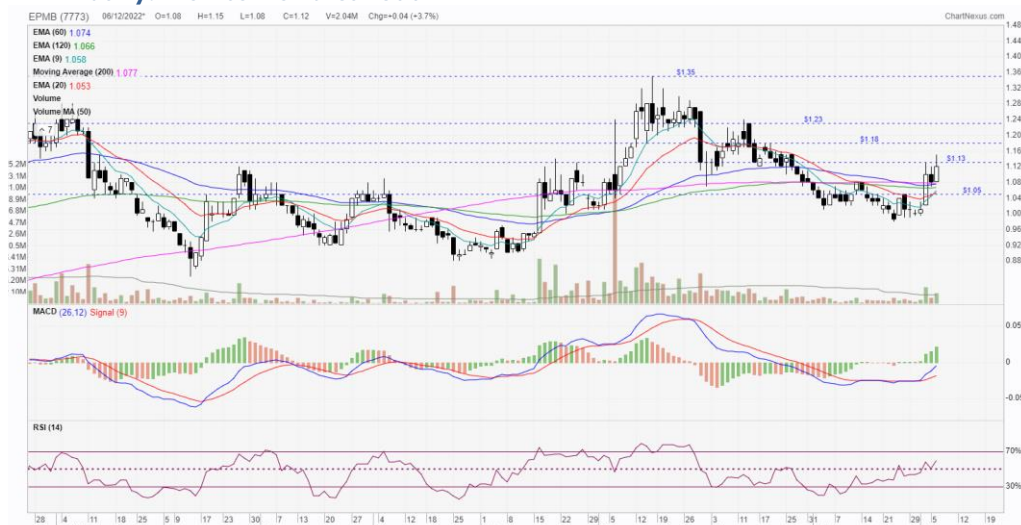 EPMB (7773) 06/12/2022* O=1.08 H=1.15 L=1.08 C=1.12 V=2.04M Chg=+0.04 (+3.7%) ChartNexus.com
EMA (60) 1.074
EMA (120) 1.066
EMA (9) 1.058
Moving Average (200) 1.077
EMA (20) 1.053
Volume
Volume MA (50)
^ 7
$1.35
$1.23
$1.18
$1.13
$1.05
1.48
1.44
1.40
1.36
1.32
1.28
1.24
1.20
1.16
1.12
1.08
1.04
1.00
0.96
0.92
0.88
5.2M
3.1M
1.0M
8.9M
6.8M
4.7M
2.6M
0.5M
MACD (26,12) Signal (9)
0.05
0
RSI (14)
70%
50%
30%
28 4 11 18 25 5 9 17 23 30 7 13 20 27 4 12 18 25 1 8 15 22 29 5 12 19 26 3 11 17 25 31 7 14 21 29 5 12 19